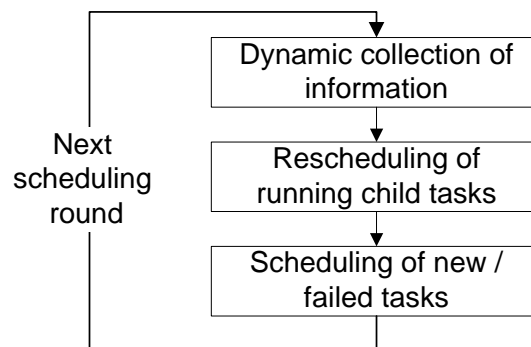 Dynamic collection of
information
Next
scheduling
round
Rescheduling of
running child tasks
Scheduling of new /
failed tasks